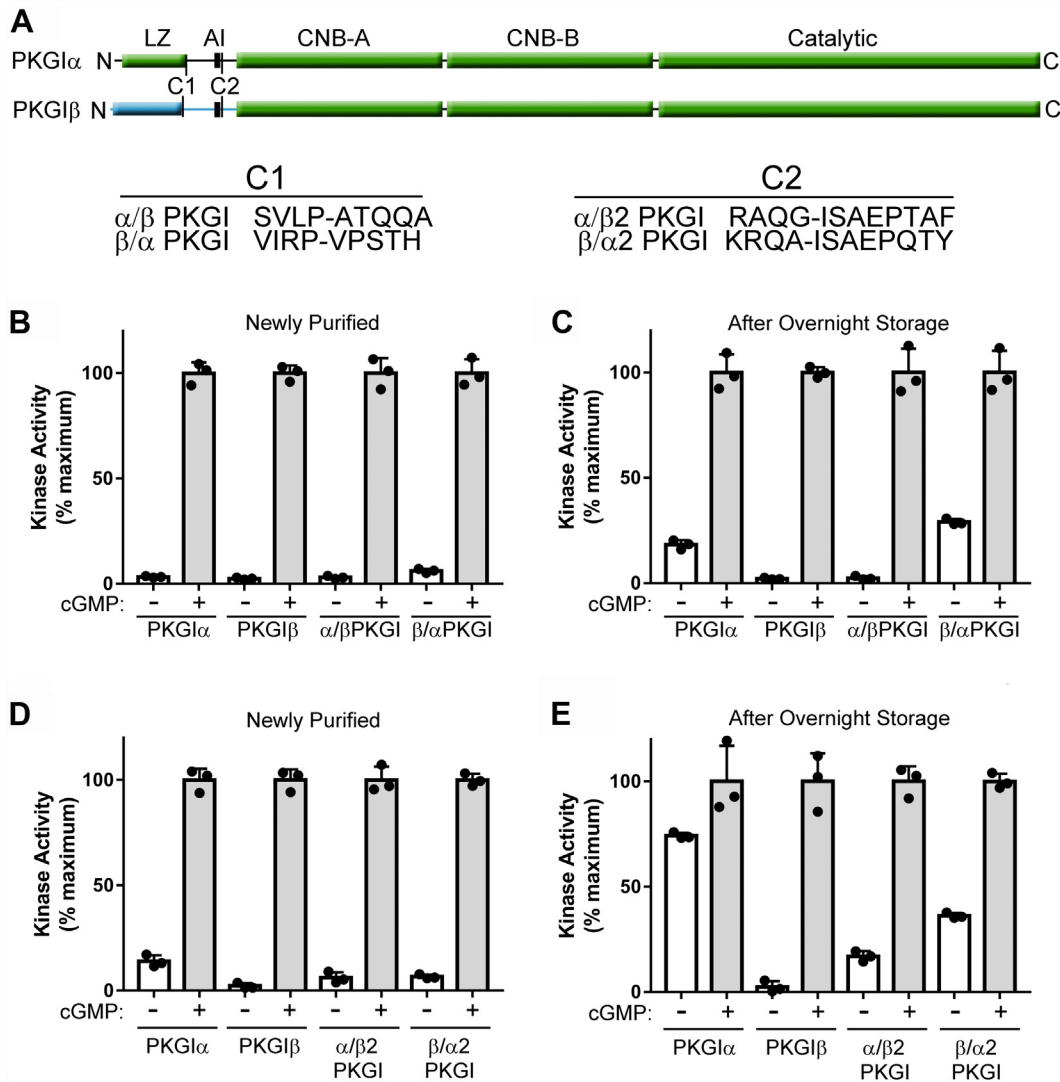 A
LZ AI CNB-A CNB-B Catalytic
PKGIα N C
C1 C2
PKGIβ N C
C1 C2
α/β PKGI SVLP-ATQQA α/β2 PKGI RAQG-ISAEPTAF
β/α PKGI VIRP-VPSTH β/α2 PKGI KRQA-ISAEPQTY
B Newly Purified
Kinase Activity
(% maximum)
100
50
0
cGMP: - + - + - + - +
PKGIα PKGIβ α/βPKGI β/αPKGI
C After Overnight Storage
Kinase Activity
(% maximum)
100
50
0
cGMP: - + - + - + - +
PKGIα PKGIβ α/βPKGI β/αPKGI
D Newly Purified
Kinase Activity
(% maximum)
100
50
0
cGMP: - + - + - + - +
PKGIα PKGIβ α/β2 β/α2
PKGI PKGI
E After Overnight Storage
Kinase Activity
(% maximum)
100
50
0
cGMP: - + - + - + - +
PKGIα PKGIβ α/β2 β/α2
PKGI PKGI